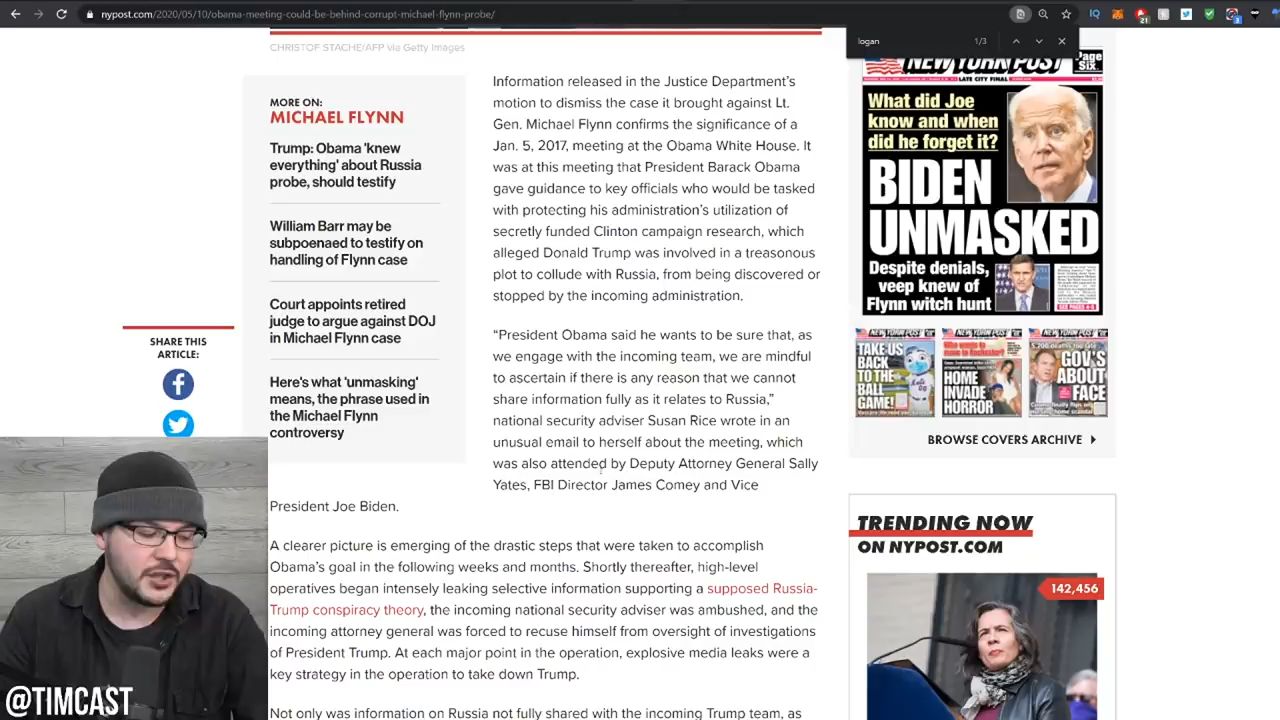 nypost.com/2020/05/10/obama-meeting-could-be-behind-corrupt-michael-flynn-probe/
logan
1/3
CHRISTOF STACHE/AFP via Getty Images
MORE ON:
MICHAEL FLYNN
Trump: Obama 'knew
everything' about Russia
probe, should testify
William Barr may be
subpoenaed to testify on
handling of Flynn case
Court appoints retired
judge to argue against DOJ
in Michael Flynn case
Here's what 'unmasking'
means, the phrase used in
the Michael Flynn
controversy
SHARE THIS
ARTICLE:
Information released in the Justice Department's
motion to dismiss the case it brought against Lt.
Gen. Michael Flynn confirms the significance of a
Jan. 5, 2017, meeting at the Obama White House. It
was at this meeting that President Barack Obama
gave guidance to key officials who would be tasked
with protecting his administration's utilization of
secretly funded Clinton campaign research, which
alleged Donald Trump was involved in a treasonous
plot to collude with Russia, from being discovered or
stopped by the incoming administration.
“President Obama said he wants to be sure that, as
we engage with the incoming team, we are mindful
to ascertain if there is any reason that we cannot
share information fully as it relates to Russia,”
national security adviser Susan Rice wrote in an
unusual email to herself about the meeting, which
was also attended by Deputy Attorney General Sally
Yates, FBI Director James Comey and Vice
President Joe Biden.
A clearer picture is emerging of the drastic steps that were taken to accomplish
Obama's goal in the following weeks and months. Shortly thereafter, high-level
operatives began intensely leaking selective information supporting a supposed Russia-
Trump conspiracy theory, the incoming national security adviser was ambushed, and the
incoming attorney general was forced to recuse himself from oversight of investigations
of President Trump. At each major point in the operation, explosive media leaks were a
key strategy in the operation to take down Trump.
Not only was information on Russia not fully shared with the incoming Trump team, as
NEW YORK POST
Page
Six
LATE CITY FINAL
What did Joe
know and when
did he forget it?
BIDEN
UNMASKED
Despite denials,
veep knew of
Flynn witch hunt
TAKE US
BACK
TO THE
BALL
GAME!
HOME
INVADE
HORROR
GOV'S
ABOUT
FACE
BROWSE COVERS ARCHIVE
TRENDING NOW
ON NYPOST.COM
142,456
@TIMCAST